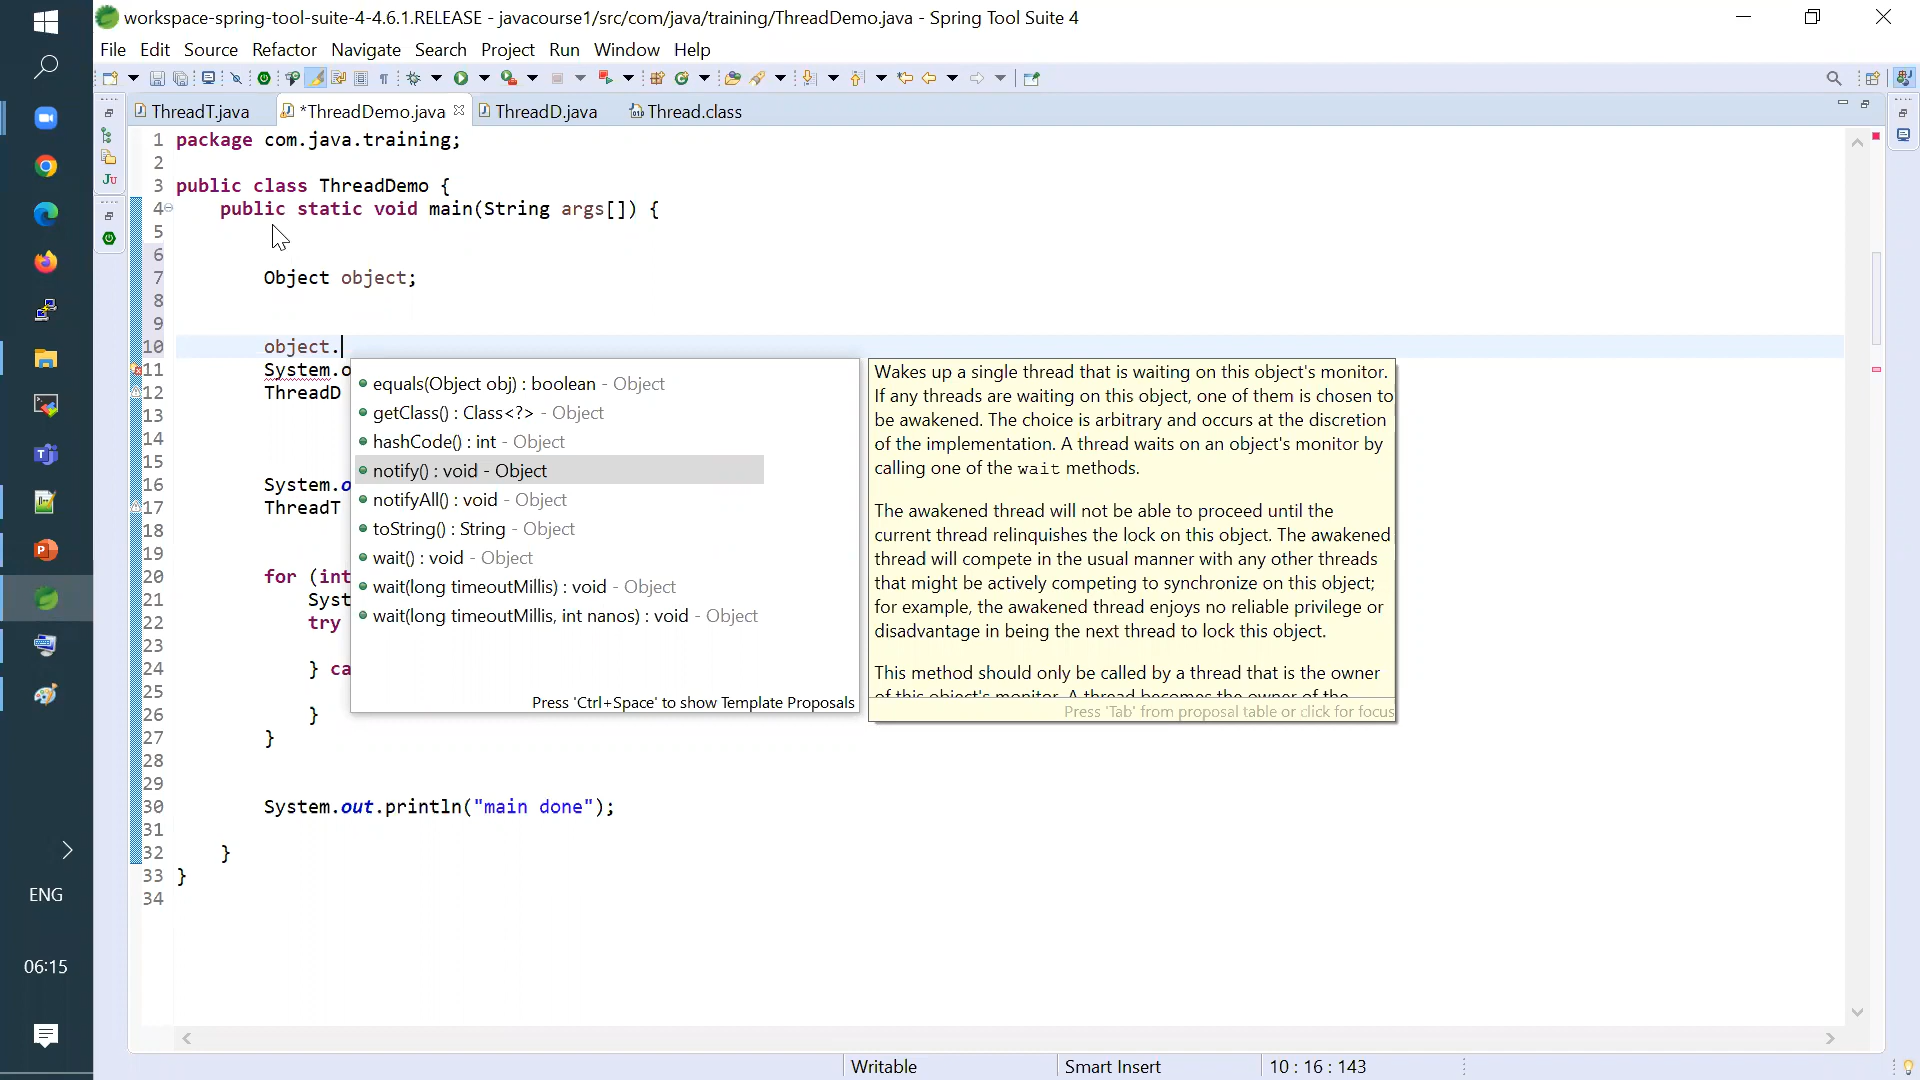 workspace-spring-tool-suite-4-4.6.1.RELEASE - javacourse1/src/com/java/training/ThreadDemo.java - Spring Tool Suite 4
File Edit Source Refactor Navigate Search Project Run Window Help
ThreadT.java *ThreadDemo.java ThreadD.java Thread.class
1 package com.java.training;
2
3 public class ThreadDemo {
4 public static void main(String args[]) {
5
6
7 Object object;
8
9
10 object.
11 System.o
12 ThreadD
13
14
15
16 System.o
17 ThreadT
18
19
20 for (int
21 Syst
22 try
23
24 } ca
25
26 }
27 }
28
29
30 System.out.println("main done");
31
32 }
33 }
34
equals(Object obj) : boolean - Object
getClass() : Class<?> - Object
hashCode() : int - Object
notify() : void - Object
notifyAll() : void - Object
toString() : String - Object
wait() : void - Object
wait(long timeoutMillis) : void - Object
wait(long timeoutMillis, int nanos) : void - Object
Press 'Ctrl+Space' to show Template Proposals
Wakes up a single thread that is waiting on this object's monitor.
If any threads are waiting on this object, one of them is chosen to
be awakened. The choice is arbitrary and occurs at the discretion
of the implementation. A thread waits on an object's monitor by
calling one of the wait methods.
The awakened thread will not be able to proceed until the
current thread relinquishes the lock on this object. The awakened
thread will compete in the usual manner with any other threads
that might be actively competing to synchronize on this object;
for example, the awakened thread enjoys no reliable privilege or
disadvantage in being the next thread to lock this object.
This method should only be called by a thread that is the owner
of this object's monitor. A thread becomes the owner of the
Press 'Tab' from proposal table or click for focus
ENG
06:15
Writable Smart Insert 10 : 16 : 143